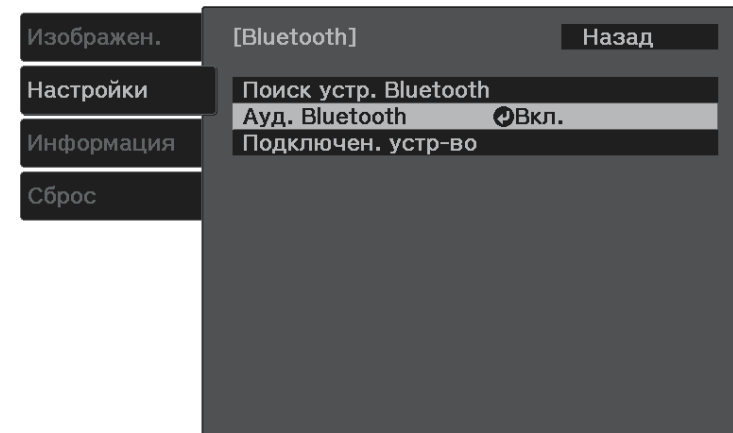 Изображен.
Настройки
Информация
Сброс
[Bluetooth] Назад
Поиск устр. Bluetooth
Ауд. Bluetooth Вкл.
Подключен. устр-во